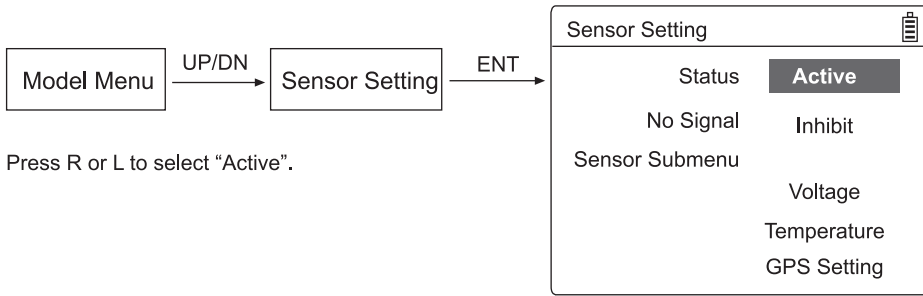 Model Menu
UP/DN
Sensor Setting
ENT
Press R or L to select “Active”.
Sensor Setting
Status Active
No Signal Inhibit
Sensor Submenu
Voltage
Temperature
GPS Setting